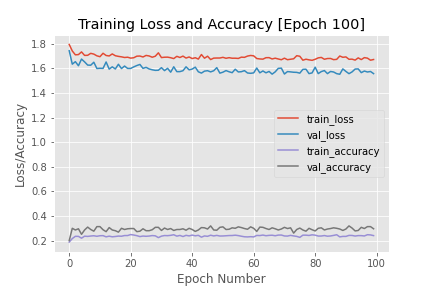 Training Loss and Accuracy [Epoch 100]
1.8
1.6
1.4
1.2
1.0
0.8
0.6
0.4
0.2
Loss/Accuracy
train_loss
val_loss
train_accuracy
val_accuracy
0 20 40 60 80 100
Epoch Number